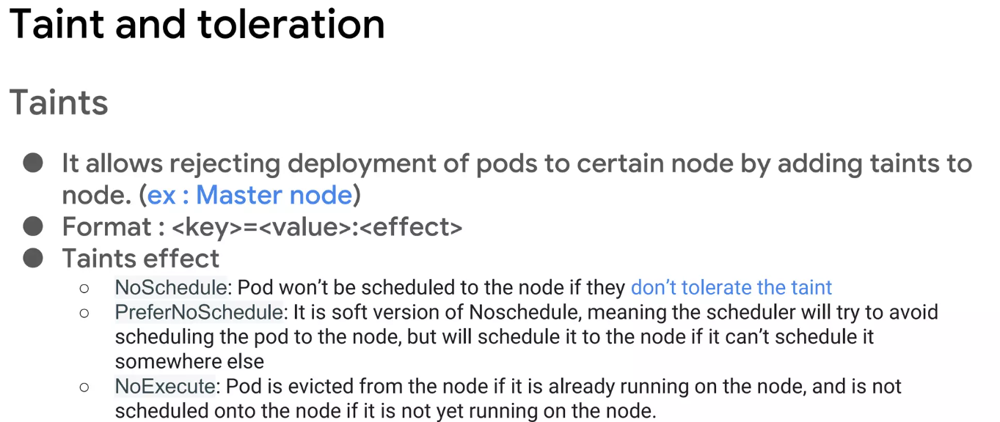 Taint and toleration
Taints
● It allows rejecting deployment of pods to certain node by adding taints to
node. (ex : Master node)
● Format : <key>=<value>:<effect>
● Taints effect
○ NoSchedule: Pod won’t be scheduled to the node if they don’t tolerate the taint
○ PreferNoSchedule: It is soft version of Noschedule, meaning the scheduler will try to avoid
scheduling the pod to the node, but will schedule it to the node if it can’t schedule it
somewhere else
○ NoExecute: Pod is evicted from the node if it is already running on the node, and is not
scheduled onto the node if it is not yet running on the node.